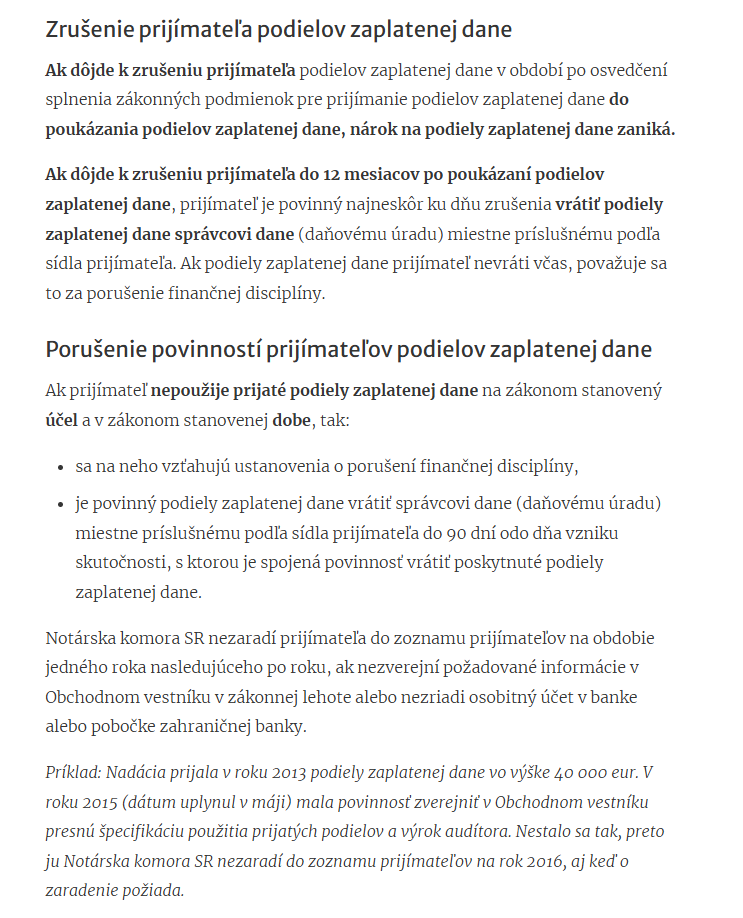 Zrušenie prijímateľa podielov zaplatenej dane
Ak dôjde k zrušeniu prijímateľa podielov zaplatenej dane v období po osvedčení
splnenia zákonných podmienok pre prijímanie podielov zaplatenej dane do
poukázania podielov zaplatenej dane, nárok na podiely zaplatenej dane zaniká.
Ak dôjde k zrušeniu prijímateľa do 12 mesiacov po poukázaní podielov
zaplatenej dane, prijímateľ je povinný najneskôr ku dňu zrušenia vrátiť podiely
zaplatenej dane správcovi dane (daňovému úradu) miestne príslušnému podľa
sídla prijímateľa. Ak podiely zaplatenej dane prijímateľ nevráti včas, považuje sa
to za porušenie finančnej disciplíny.
Porušenie povinností prijímateľov podielov zaplatenej dane
Ak prijímateľ nepoužije prijaté podiely zaplatenej dane na zákonom stanovený
účel a v zákonom stanovenej dobe, tak:
• sa na neho vzťahujú ustanovenia o porušení finančnej disciplíny,
• je povinný podiely zaplatenej dane vrátiť správcovi dane (daňovému úradu)
miestne príslušnému podľa sídla prijímateľa do 90 dní odo dňa vzniku
skutočnosti, s ktorou je spojená povinnosť vrátiť poskytnuté podiely
zaplatenej dane.
Notárska komora SR nezaradí prijímateľa do zoznamu prijímateľov na obdobie
jedného roka nasledujúceho po roku, ak nezverejní požadované informácie v
Obchodnom vestníku v zákonnej lehote alebo nezriadi osobitný účet v banke
alebo pobočke zahraničnej banky.
Príklad: Nadácia prijala v roku 2013 podiely zaplatenej dane vo výške 40 000 eur. V
roku 2015 (dátum uplynul v máji) mala povinnosť zverejniť v Obchodnom vestníku
presnú špecifikáciu použitia prijatých podielov a výrok audítora. Nestalo sa tak, preto
ju Notárska komora SR nezaradí do zoznamu prijímateľov na rok 2016, aj keď o
zaradenie požiada.